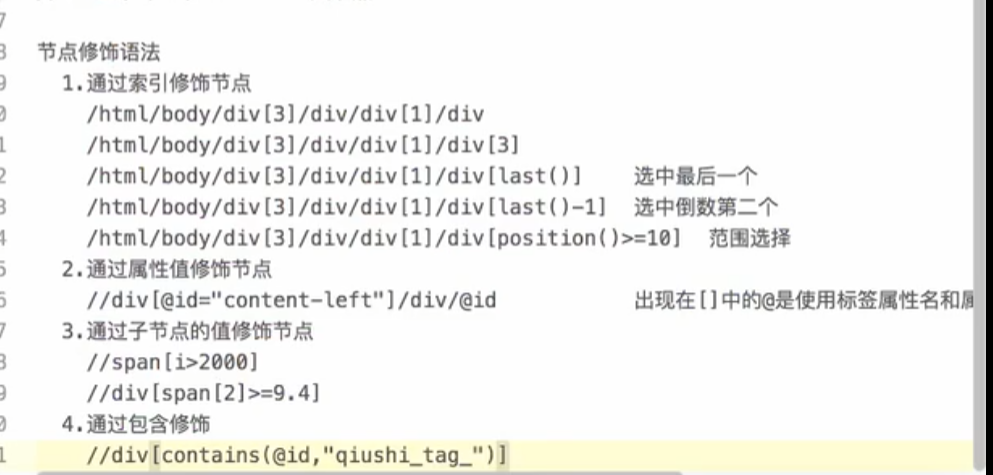 7
8 节点修饰语法
9 1.通过索引修饰节点
0 /html/body/div[3]/div/div[1]/div
1 /html/body/div[3]/div/div[1]/div[3]
2 /html/body/div[3]/div/div[1]/div[last()] 选中最后一个
3 /html/body/div[3]/div/div[1]/div[last()-1] 选中倒数第二个
4 /html/body/div[3]/div/div[1]/div[position()>=10] 范围选择
5 2.通过属性值修饰节点
6 //div[@id="content-left"]/div/@id 出现在[]中的@是使用标签属性名和属
7 3.通过子节点的值修饰节点
8 //span[i>2000]
9 //div[span[2]>=9.4]
0 4.通过包含修饰
1 //div[contains(@id,"qiushi_tag_")]